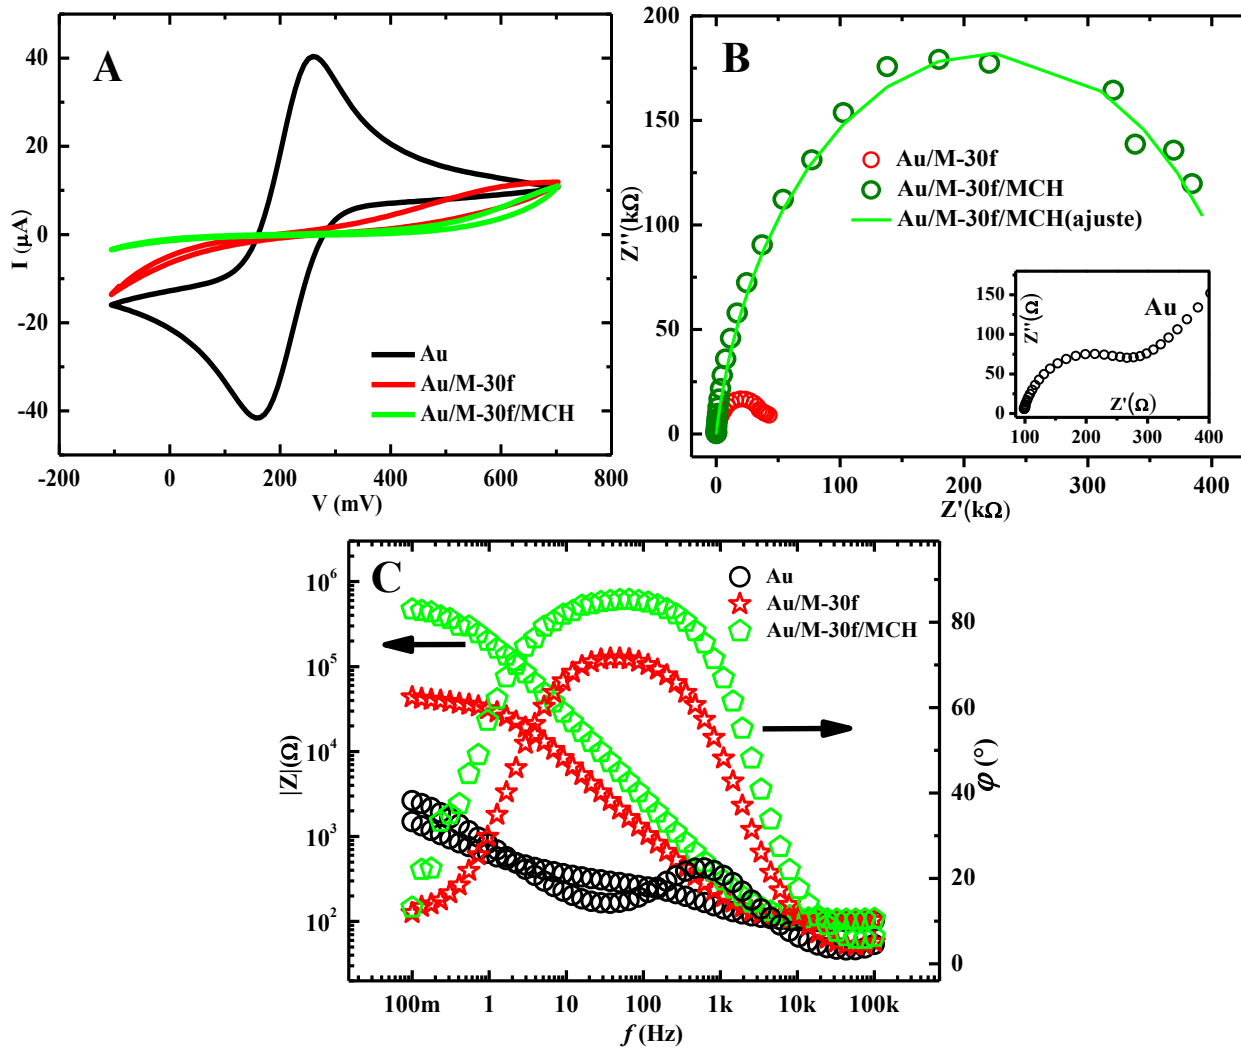 A
I (µA)
40
20
0
-20
-40
-200
0
200
400
600
800
V (mV)
Au
Au/M-30f
Au/M-30f/MCH
B
Z''(kΩ)
200
150
100
50
0
0
100
200
300
400
Z'(kΩ)
Au/M-30f
Au/M-30f/MCH
Au/M-30f/MCH(ajuste)
Au
Z''(Ω)
150
100
75
50
0
100
200
300
400
Z'(Ω)
C
|Z|(Ω)
10⁶
10⁵
10⁴
10³
10²
100m
1
10
100
1k
10k
100k
f (Hz)
Au
Au/M-30f
Au/M-30f/MCH
80
60
40
20
0
φ (°)